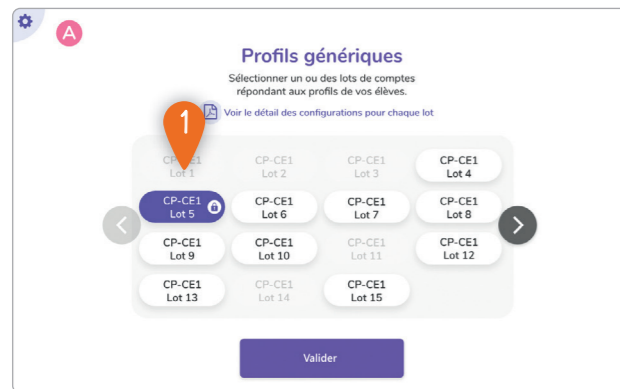 A
Profils génériques
Sélectionner un ou des lots de comptes
répondant aux profils de vos élèves.
Voir le détail des configurations pour chaque lot
1
CP-CE1 CP-CE1 CP-CE1 CP-CE1
Lot 1 Lot 2 Lot 3 Lot 4
CP-CE1 CP-CE1 CP-CE1 CP-CE1
Lot 5 Lot 6 Lot 7 Lot 8
CP-CE1 CP-CE1 CP-CE1 CP-CE1
Lot 9 Lot 10 Lot 11 Lot 12
CP-CE1 CP-CE1 CP-CE1
Lot 13 Lot 14 Lot 15
Valider